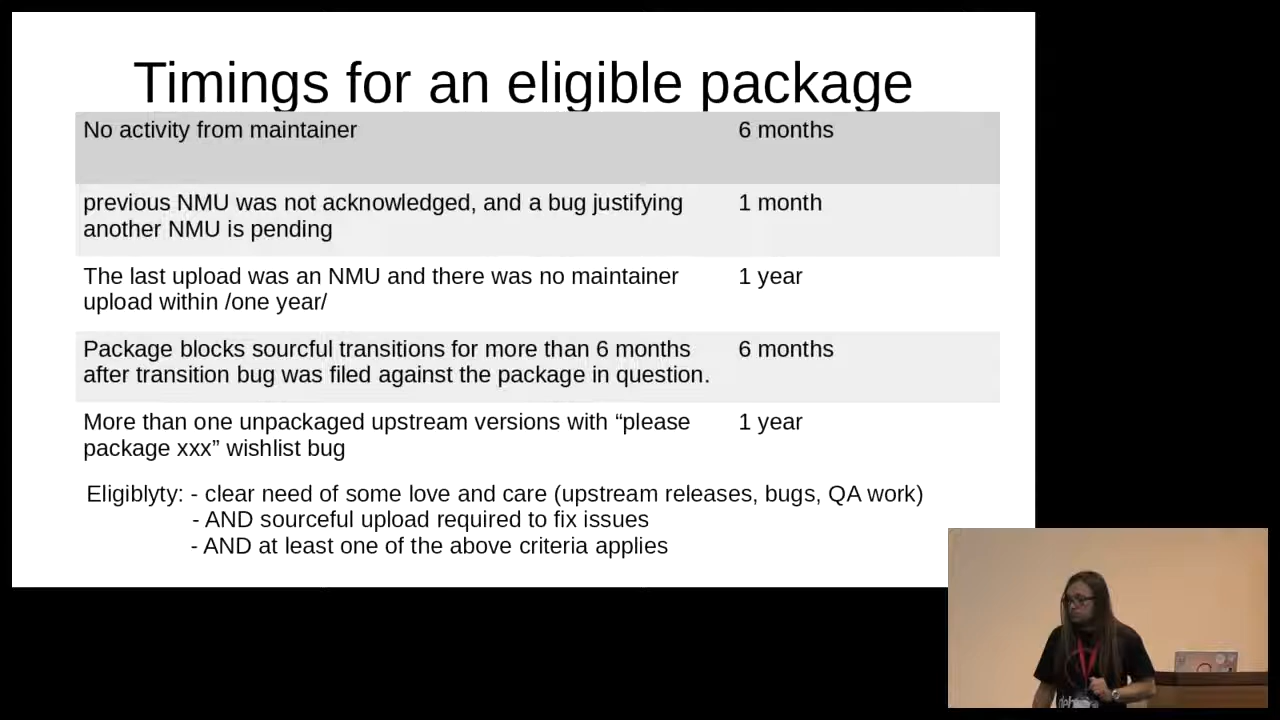 Timings for an eligible package
No activity from maintainer 6 months
previous NMU was not acknowledged, and a bug justifying 1 month
another NMU is pending
The last upload was an NMU and there was no maintainer 1 year
upload within /one year/
Package blocks sourcful transitions for more than 6 months 6 months
after transition bug was filed against the package in question.
More than one unpackaged upstream versions with “please 1 year
package xxx” wishlist bug
Eligiblyty: - clear need of some love and care (upstream releases, bugs, QA work)
- AND sourceful upload required to fix issues
- AND at least one of the above criteria applies